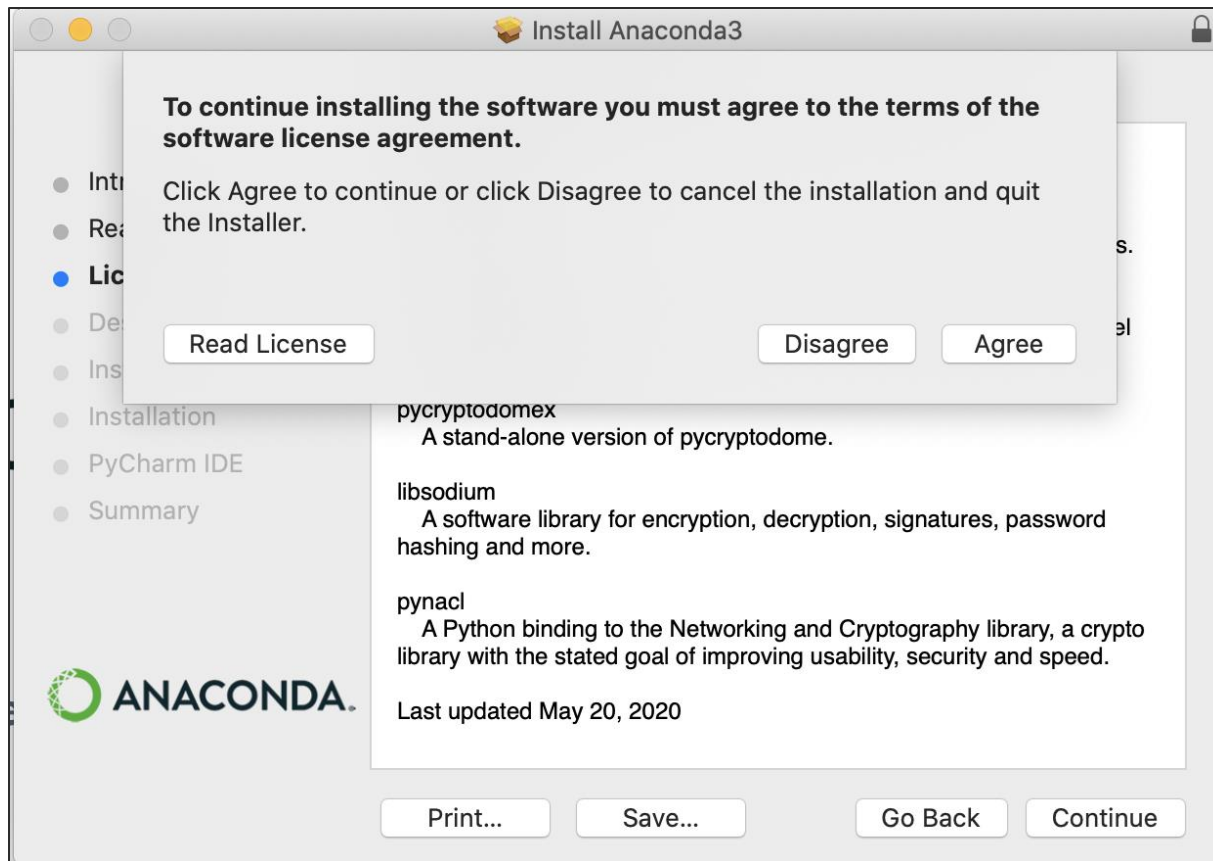 Install Anaconda3
To continue installing the software you must agree to the terms of the
software license agreement.
Click Agree to continue or click Disagree to cancel the installation and quit
the Installer.
Read License
Disagree
Agree
Installation
PyCharm IDE
Summary
ANACONDA.
s.
pycryptodomex
A stand-alone version of pycryptodome.
libsodium
A software library for encryption, decryption, signatures, password
hashing and more.
pynacl
A Python binding to the Networking and Cryptography library, a crypto
library with the stated goal of improving usability, security and speed.
Last updated May 20, 2020
Print...
Save...
Go Back
Continue